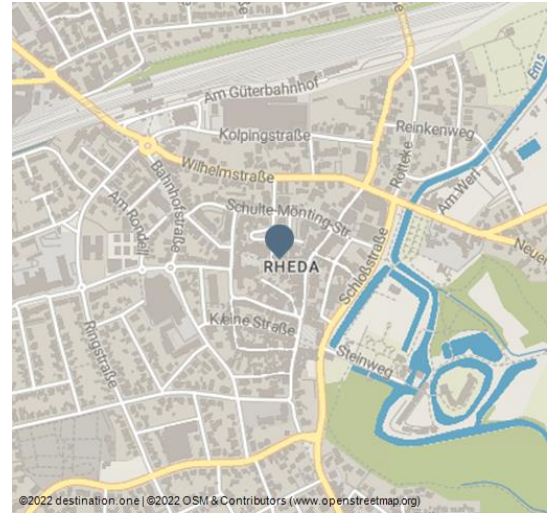 Am Güterbahnhof
Ems
Kolpingstraße
Reinkenweg
Wilhelmstraße
Rotteke
Am Werl
Bahnhofstraße
Am Rondell
Schulte-Mönting-Str.
Neuer
RHEDA
Schloßstraße
Kleine Straße
Ringstraße
Steinweg
©2022 destination.one | ©2022 OSM & Contributors (www.openstreetmap.org)